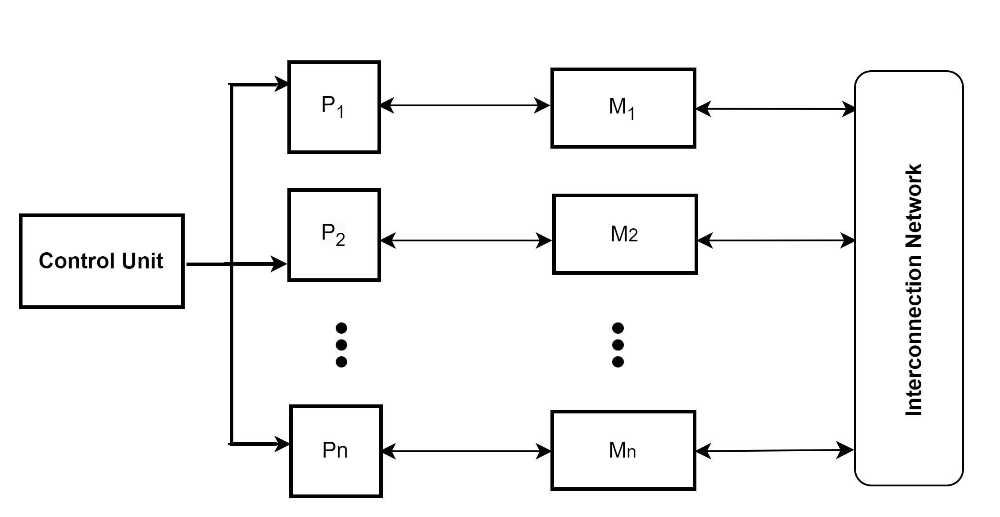 P1
M1
P2
M2
Control Unit
Interconnection Network
Pn
Mn